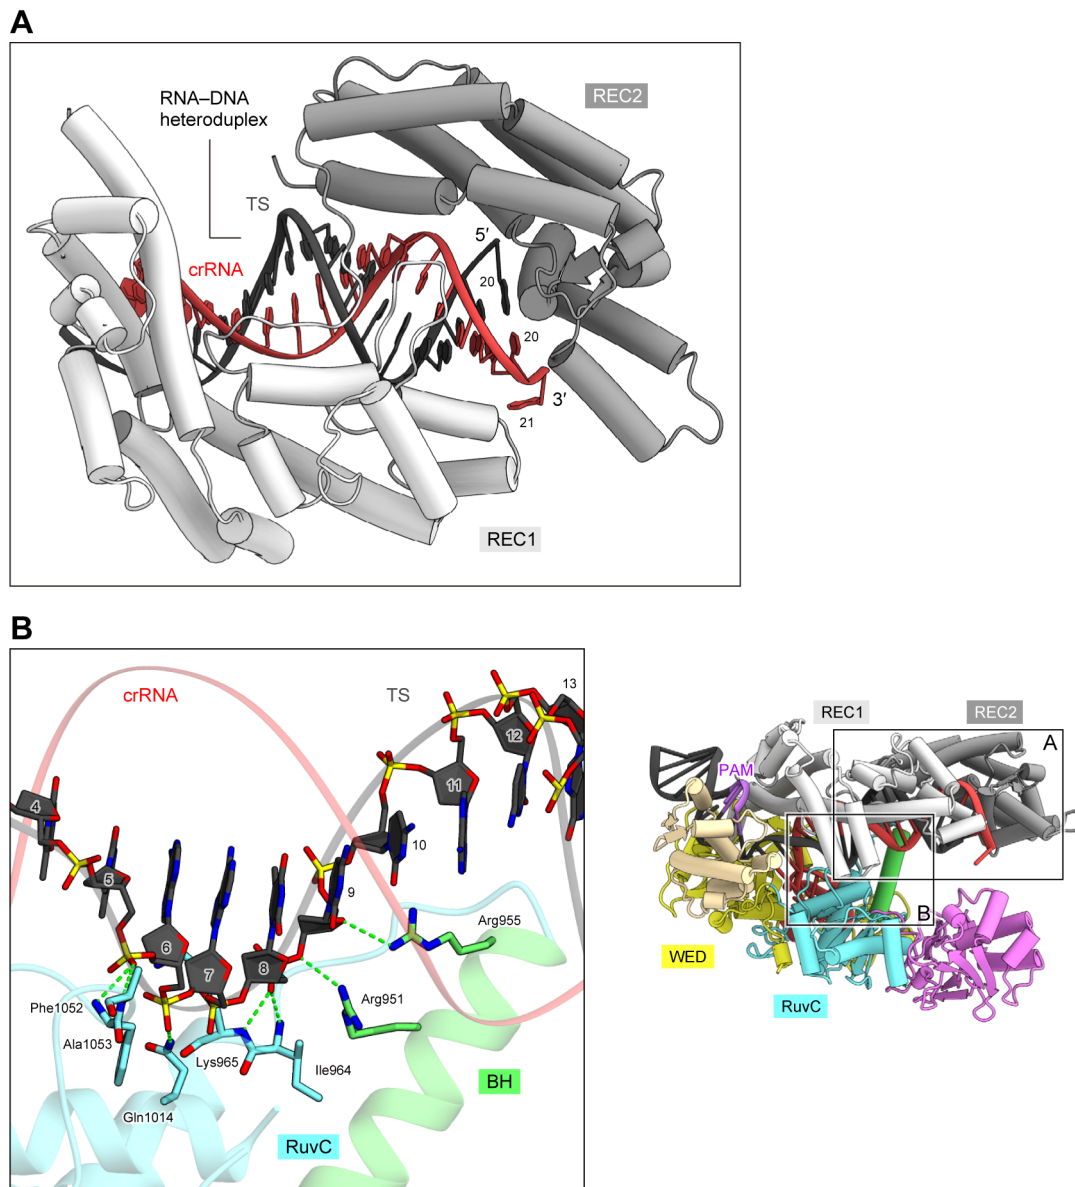 A
RNA–DNA
heteroduplex
REC2
TS
crRNA
5′
20
20
3′
21
REC1
B
crRNA
TS
13
12
11
10
9
4
5
6
7
8
Arg955
Arg951
Phe1052
Ala1053
Lys965
Ile964
Gln1014
BH
RuvC
REC1
REC2
A
PAM
B
WED
RuvC